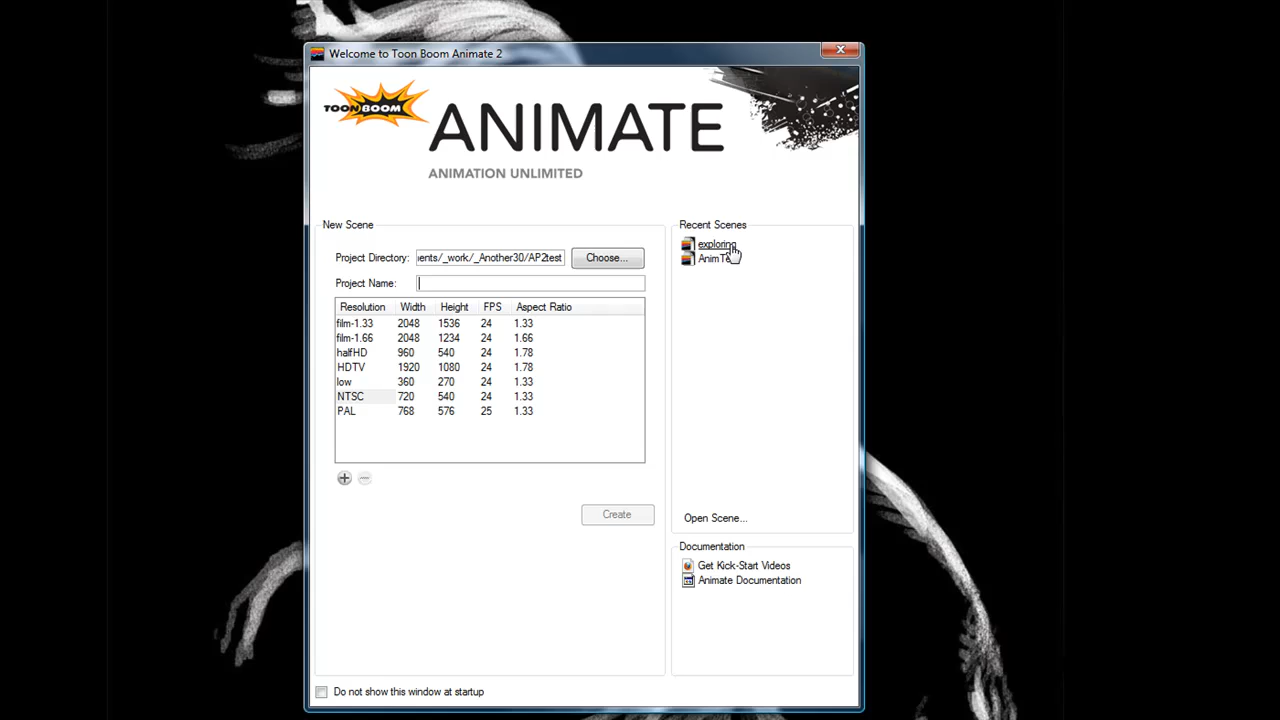 Welcome to Toon Boom Animate 2
TOON BOOM
ANIMATE
ANIMATION UNLIMITED
New Scene
Project Directory: ents/_work/_Another30/AP2test Choose...
Project Name:
Resolution Width Height FPS Aspect Ratio
film-1.33 2048 1536 24 1.33
film-1.66 2048 1234 24 1.66
halfHD 960 540 24 1.78
HDTV 1920 1080 24 1.78
low 360 270 24 1.33
NTSC 720 540 24 1.33
PAL 768 576 25 1.33
Create
Recent Scenes
exploring
Open Scene...
Documentation
Get Kick-Start Videos
Animate Documentation
Do not show this window at startup